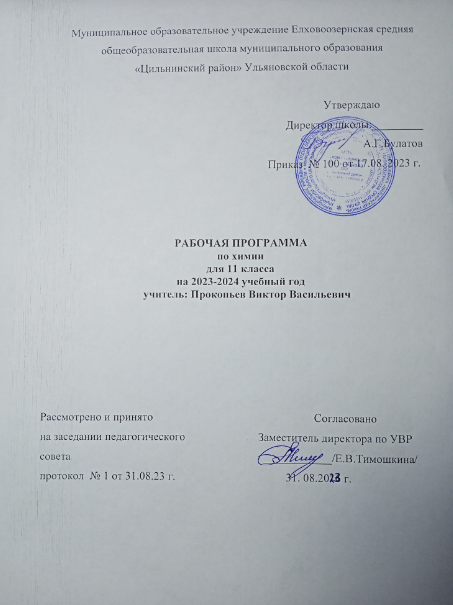 Муниципальное образовательное учреждение Елховоозернская средняя
общеобразовательная школа муниципального образования
«Цильнинский район» Ульяновской области
Утверждаю
Директор школы:
А.Г.Булатов
Приказ № 100 от 17.08. 2023 г.
РАБОЧАЯ ПРОГРАММА
по химии
для 11 класса
на 2023-2024 учебный год
учитель: Прокопьев Виктор Васильевич
Рассмотрено и принято
на заседании педагогического
совета
протокол № 1 от 31.08.23 г.
Согласовано
Заместитель директора по УВР
/Е.В.Тимошкина/
31. 08.2023 г.